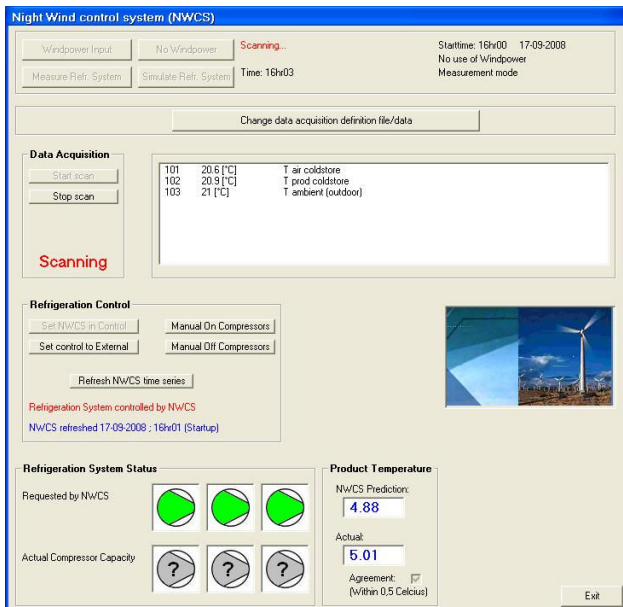 Night Wind control system (NWCS)
Windpower Input
No Windpower
Scanning...
Starttime: 16hr00 17-09-2008
No use of Windpower
Measure Refr. System
Simulate Refr. System
Time: 16hr03
Measurement mode
Change data acquisition definition file/data
Data Acquisition
Start scan
Stop scan
Scanning
101 20.6 [°C] T air coldstore
102 20.9 [°C] T prod coldstore
103 21 [°C] T ambient (outdoor)
Refrigeration Control
Set NWCS in Control
Manual On Compressors
Set control to External
Manual Off Compressors
Refresh NWCS time series
Refrigeration System controlled by NWCS
NWCS refreshed 17-09-2008 ; 16hr01 (Startup)
Refrigeration System Status
Requested by NWCS
Actual Compressor Capacity
? ? ?
Product Temperature
NWCS Prediction:
4.88
Actual:
5.01
Agreement:
(Within 0,5 Celcius)
Exit